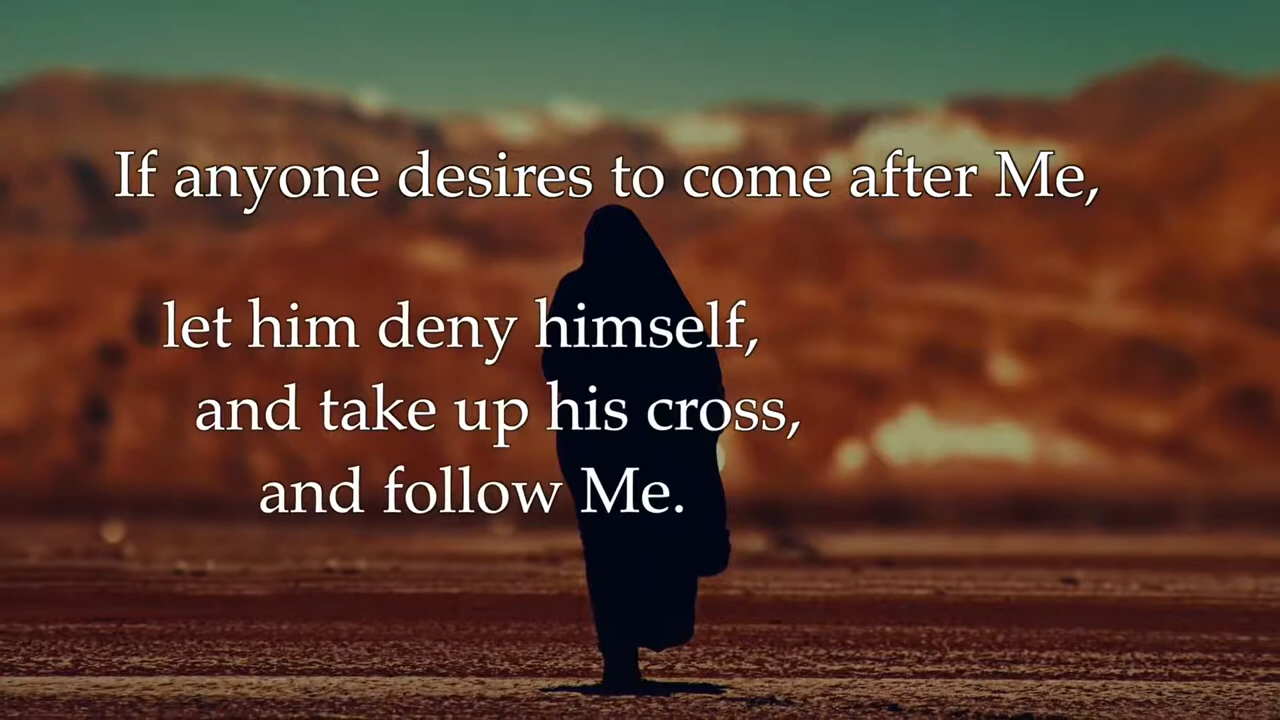 If anyone desires to come after Me,
let him deny himself,
and take up his cross,
and follow Me.